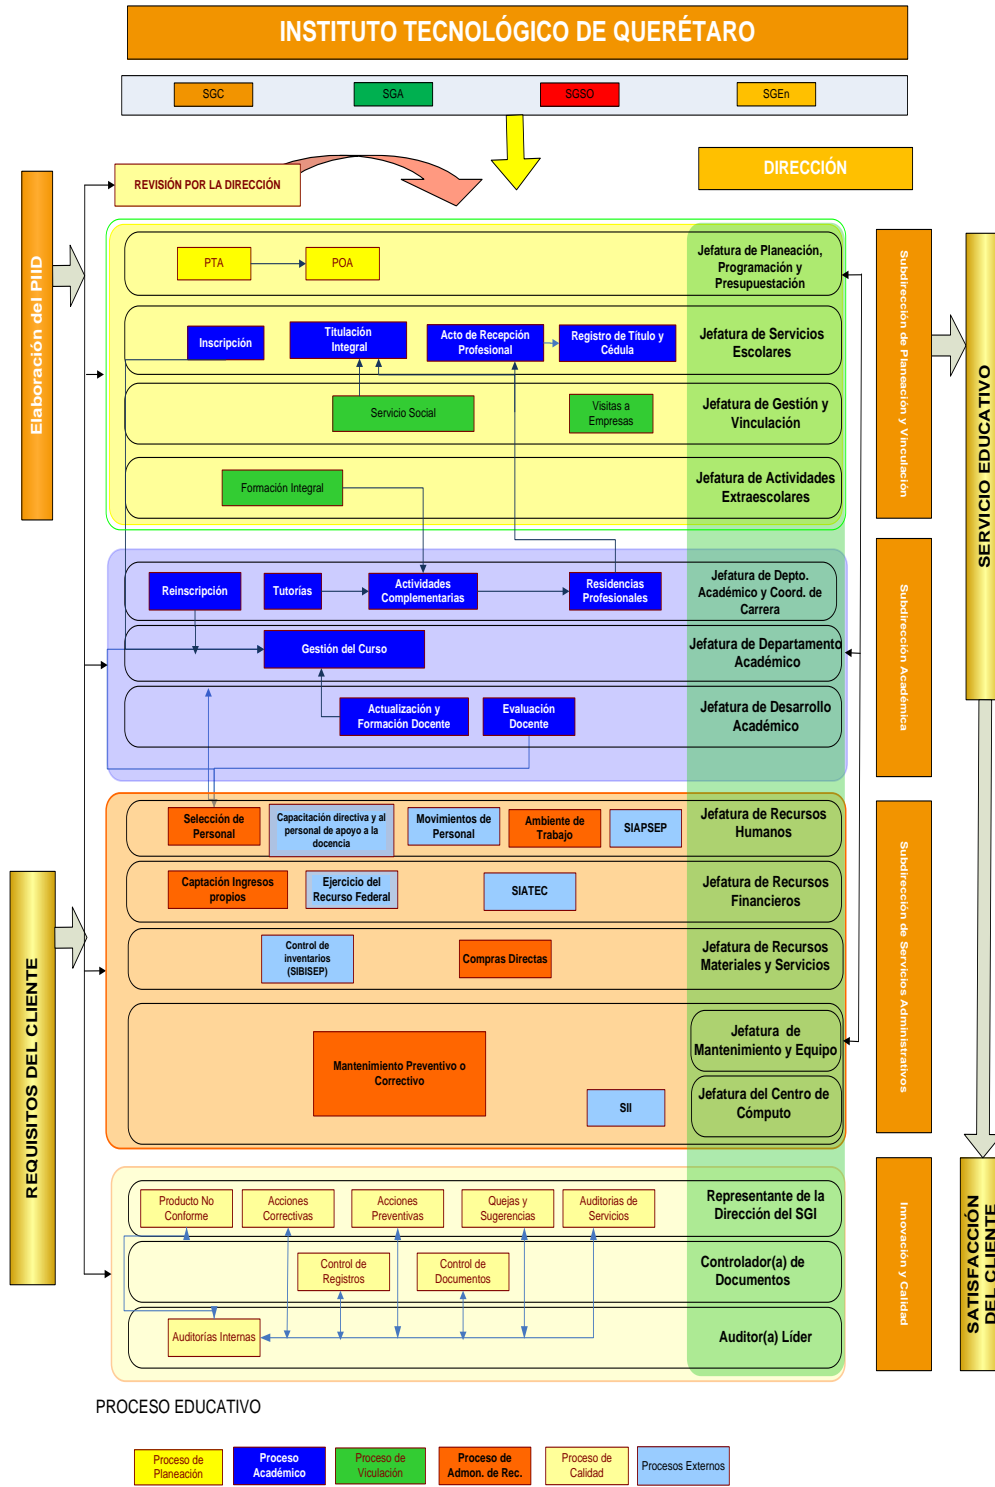 INSTITUTO TECNOLÓGICO DE QUERÉTARO
SGC
SGA
SGSO
SGEn
REVISIÓN POR LA DIRECCIÓN
DIRECCIÓN
Elaboración del PIID
PTA
POA
Jefatura de Planeación,
Programación y
Presupuestación
Inscripción
Titulación
Integral
Acto de Recepción
Profesional
Registro de Título y
Cédula
Jefatura de Servicios
Escolares
Servicio Social
Visitas a
Empresas
Jefatura de Gestión y
Vinculación
Formación Integral
Jefatura de Actividades
Extraescolares
Subdirección de Planeación y Vinculación
SERVICIO EDUCATIVO
Reinscripción
Tutorías
Actividades
Complementarias
Residencias
Profesionales
Jefatura de Depto.
Académico y Coord. de
Carrera
Gestión del Curso
Jefatura de Departamento
Académico
Actualización y
Formación Docente
Evaluación
Docente
Jefatura de Desarrollo
Académico
Subdirección Académica
REQUISITOS DEL CLIENTE
Selección de
Personal
Capacitación directiva y al
personal de apoyo a la
docencia
Movimientos de
Personal
Ambiente de
Trabajo
SIAPSEP
Jefatura de Recursos
Humanos
Captación Ingresos
propios
Ejercicio del
Recurso Federal
SIATEC
Jefatura de Recursos
Financieros
Control de
inventarios
(SIBISEP)
Compras Directas
Jefatura de Recursos
Materiales y Servicios
Mantenimiento Preventivo o
Correctivo
SII
Jefatura de
Mantenimiento y Equipo
Jefatura del Centro de
Cómputo
Subdirección de Servicios Administrativos
Producto No
Conforme
Acciones
Correctivas
Acciones
Preventivas
Quejas y
Sugerencias
Auditorías de
Servicios
Representante de la
Dirección del SGI
Control de
Registros
Control de
Documentos
Controlador(a) de
Documentos
Auditorías Internas
Auditor(a) Líder
Innovación y Calidad
SATISFACCIÓN
DEL CLIENTE
PROCESO EDUCATIVO
Proceso de
Planeación
Proceso
Académico
Proceso de
Viculación
Proceso de
Admon. de Rec.
Proceso de
Calidad
Procesos Externos